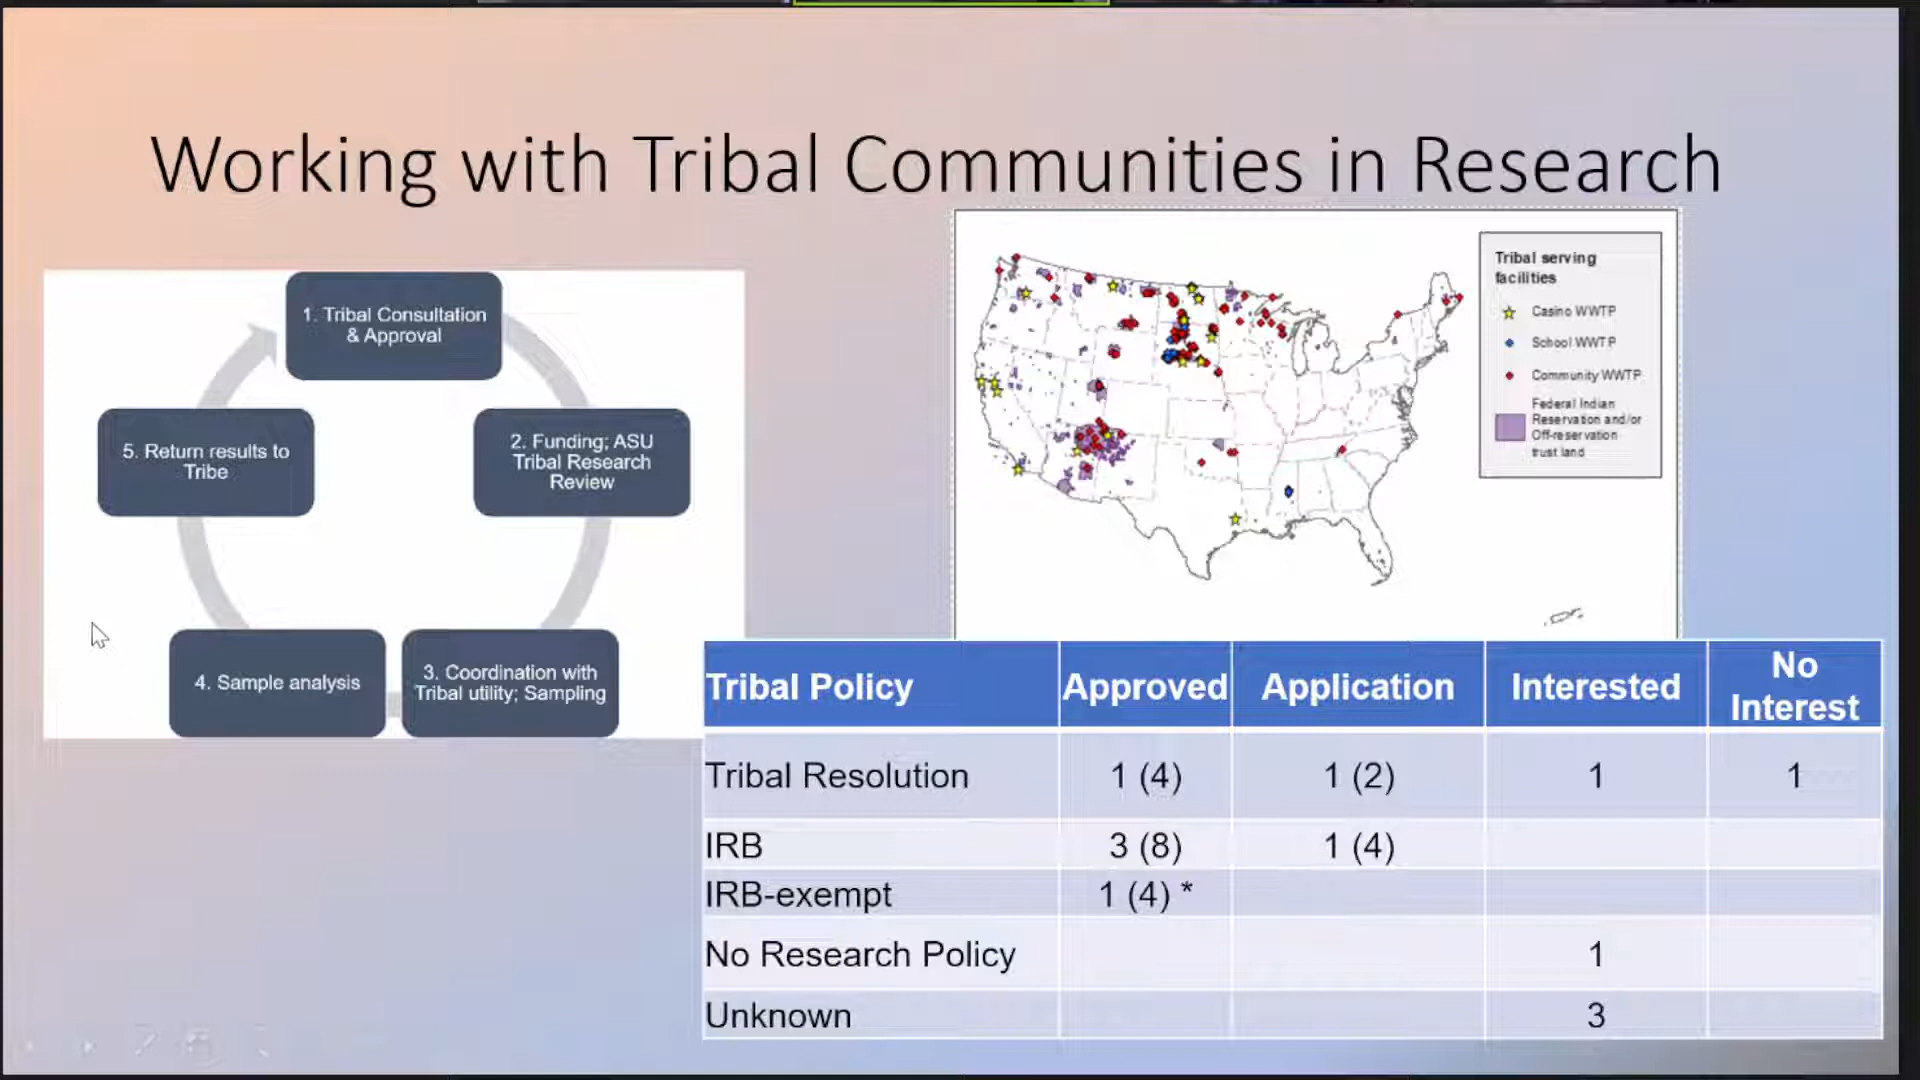 Working with Tribal Communities in Research
1. Tribal Consultation
& Approval
2. Funding; ASU
Tribal Research
Review
3. Coordination with
Tribal utility; Sampling
4. Sample analysis
5. Return results to
Tribe
Tribal serving
facilities
Casino WWTP
School WWTP
Community WWTP
Federal Indian
Reservation and/or
Off-reservation
trust land
Tribal Policy Approved Application Interested No Interest
Tribal Resolution 1 (4) 1 (2) 1 1
IRB 3 (8) 1 (4)
IRB-exempt 1 (4) *
No Research Policy 1
Unknown 3